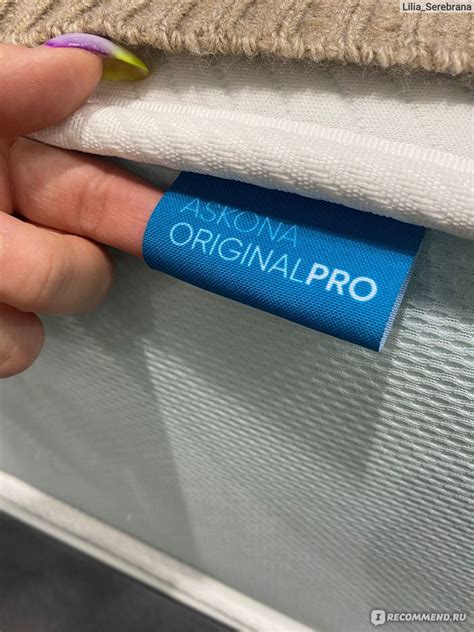 Lilia_Serebrana
ASKONA
ORIGINALPRO
I RECOMMEND.RU